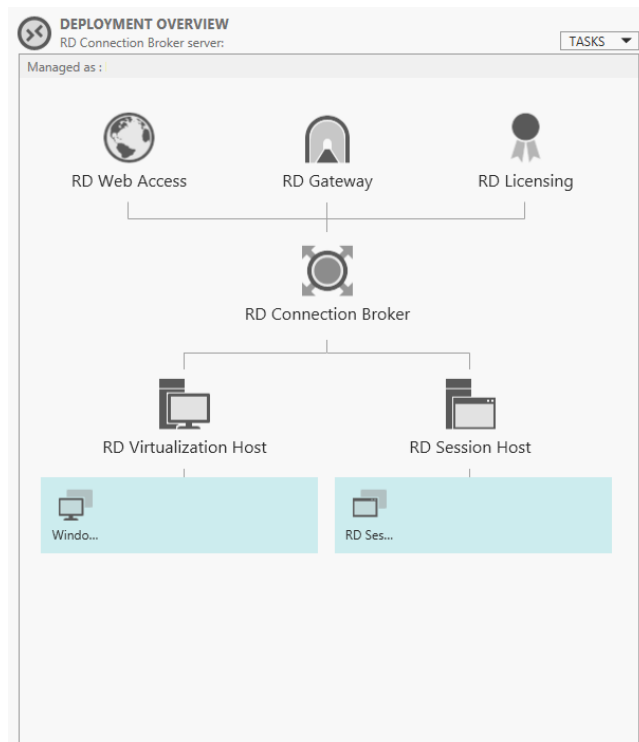 DEPLOYMENT OVERVIEW
RD Connection Broker server:
TASKS
Managed as :
RD Web Access
RD Gateway
RD Licensing
RD Connection Broker
RD Virtualization Host
RD Session Host
Windo...
RD Ses...